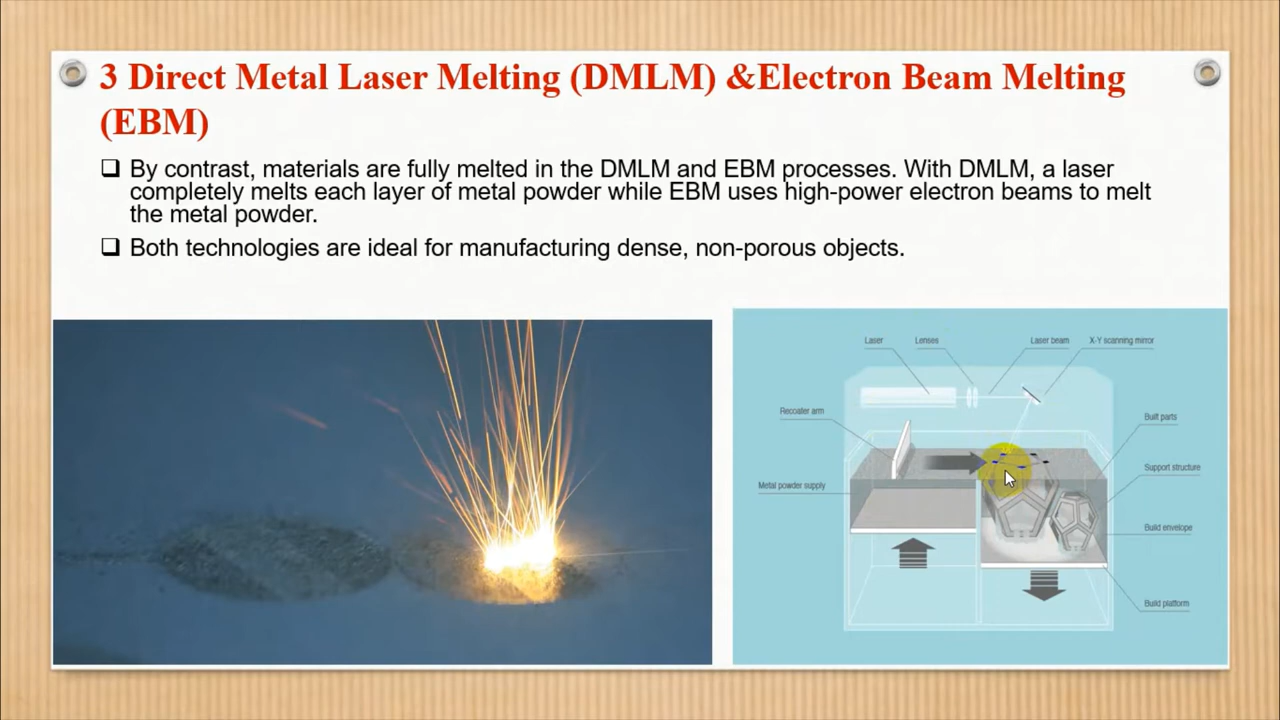 3 Direct Metal Laser Melting (DMLM) &Electron Beam Melting
(EBM)
By contrast, materials are fully melted in the DMLM and EBM processes. With DMLM, a laser
completely melts each layer of metal powder while EBM uses high-power electron beams to melt
the metal powder.
Both technologies are ideal for manufacturing dense, non-porous objects.
Laser
Lenses
Laser beam
X-Y scanning mirror
Recoater arm
Built parts
Support structure
Metal powder supply
Build envelope
Build platform